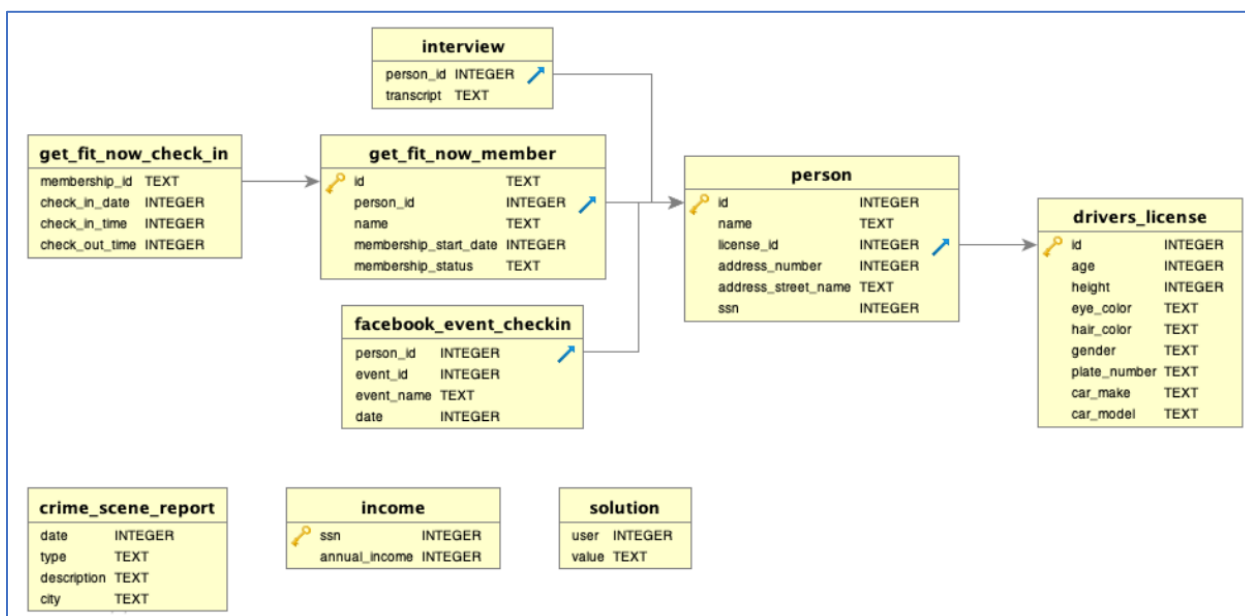 interview
person_id INTEGER
transcript TEXT
get_fit_now_check_in
membership_id TEXT
check_in_date INTEGER
check_in_time INTEGER
check_out_time INTEGER
get_fit_now_member
id TEXT
person_id INTEGER
name TEXT
membership_start_date INTEGER
membership_status TEXT
person
id INTEGER
name TEXT
license_id INTEGER
address_number INTEGER
address_street_name TEXT
ssn INTEGER
drivers_license
id INTEGER
age INTEGER
height INTEGER
eye_color TEXT
hair_color TEXT
gender TEXT
plate_number TEXT
car_make TEXT
car_model TEXT
facebook_event_checkin
person_id INTEGER
event_id INTEGER
event_name TEXT
date INTEGER
crime_scene_report
date INTEGER
type TEXT
description TEXT
city TEXT
income
ssn INTEGER
annual_income INTEGER
solution
user INTEGER
value TEXT